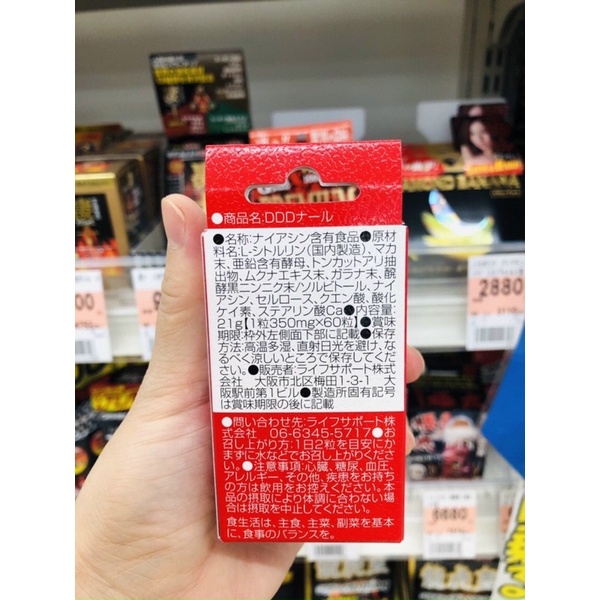 ●商品名:DDDナール
●名称:ナイアシン含有食品●原材
料名:L-シトルリン(国内製造)、マカ
末、亜鉛含有酵母、トンカットアリ抽
出物、ムクナエキス末、ガラナ末、醗
酵黒ニンニク末/ソルビトール、ナイ
アシン、セルロース、クエン酸、酸化
ケイ素、ステアリン酸Ca●内容量:
21g【1粒350mg×60粒】●賞味
期限:枠外左側面下部に記載●保存
方法:高温多湿、直射日光を避け、な
るべく涼しいところで保存してくださ
い。●販売者:ライフサポート株式
会社 大阪市北区梅田1-3-1 大
阪駅前第1ビル●製造所固有記号
は賞味期限の後に記載
●問い合わせ先:ライフサポート株
式会社 06-6345-5717●お
召し上がり方:1日2粒を目安にか
まずに水などでお召し上がりくださ
い。●注意事項:心臓、糖尿、血圧、
アレルギー、その他、疾患をお持ち
の方は飲用をお控えください。本
品の摂取により体調に合わない場
合は摂取を中止してください。
食生活は、主食、主菜、副菜を基本
に、食事のバランスを。
2880